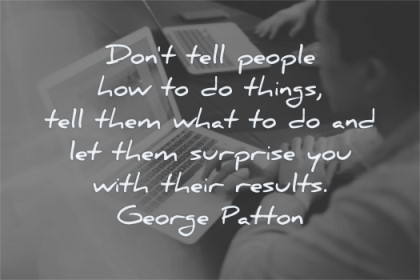 Don't tell people
how to do things,
tell them what to do and
let them surprise you
with their results.
George Patton